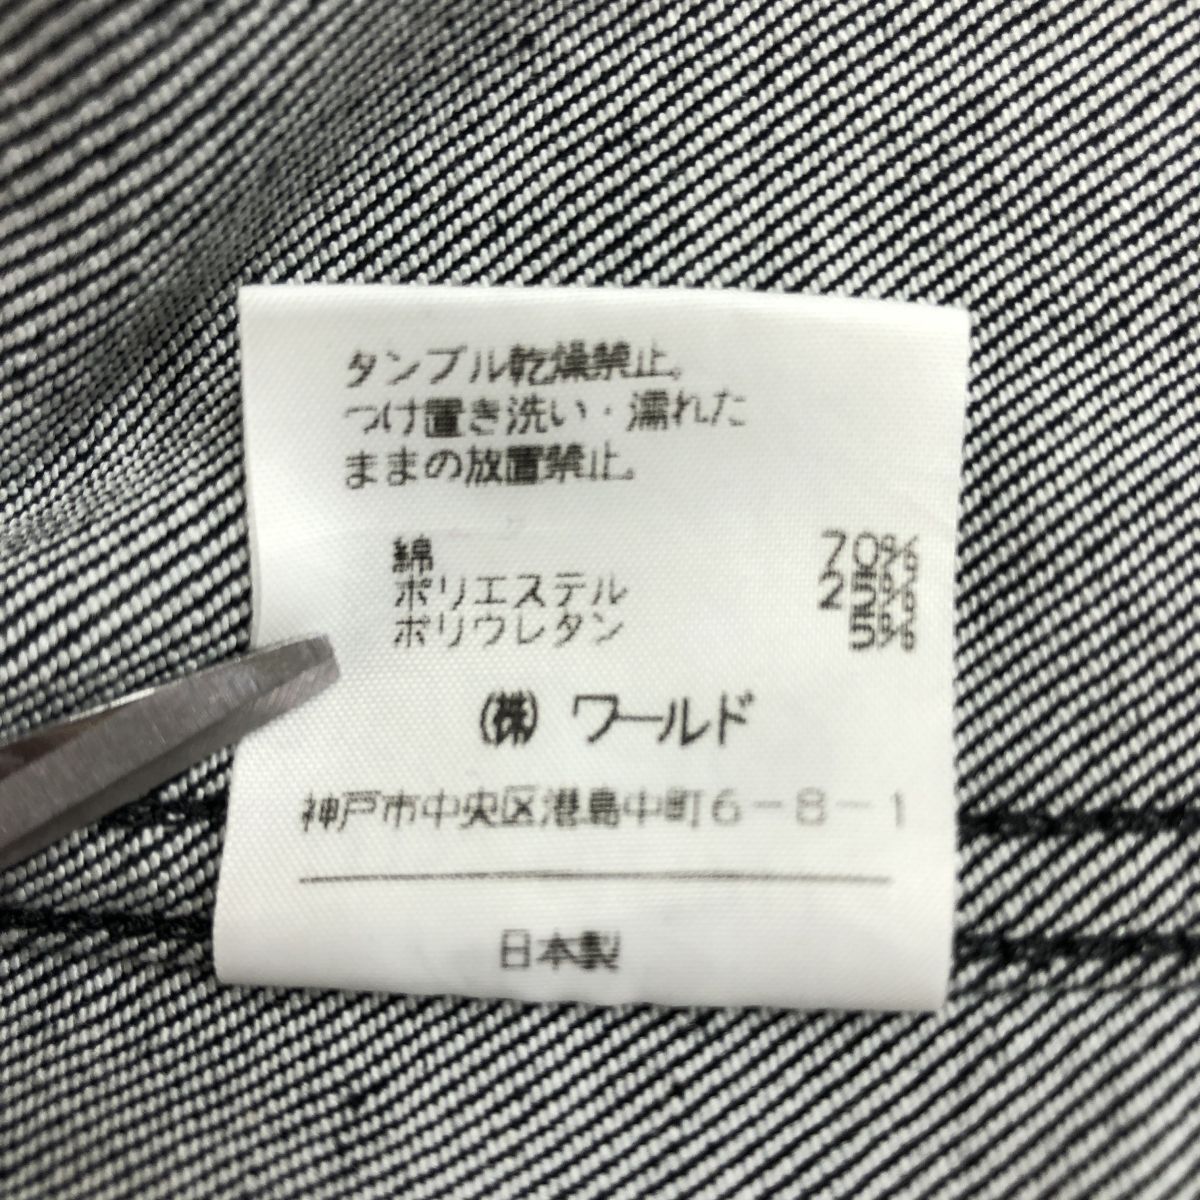 タンブル乾燥禁止。
つけ置き洗い・濡れた
ままの放置禁止。
綿 70%
ポリエステル 25%
ポリウレタン 5%
(株) ワールド
神戸市中央区港島中町6-8-1
日本製